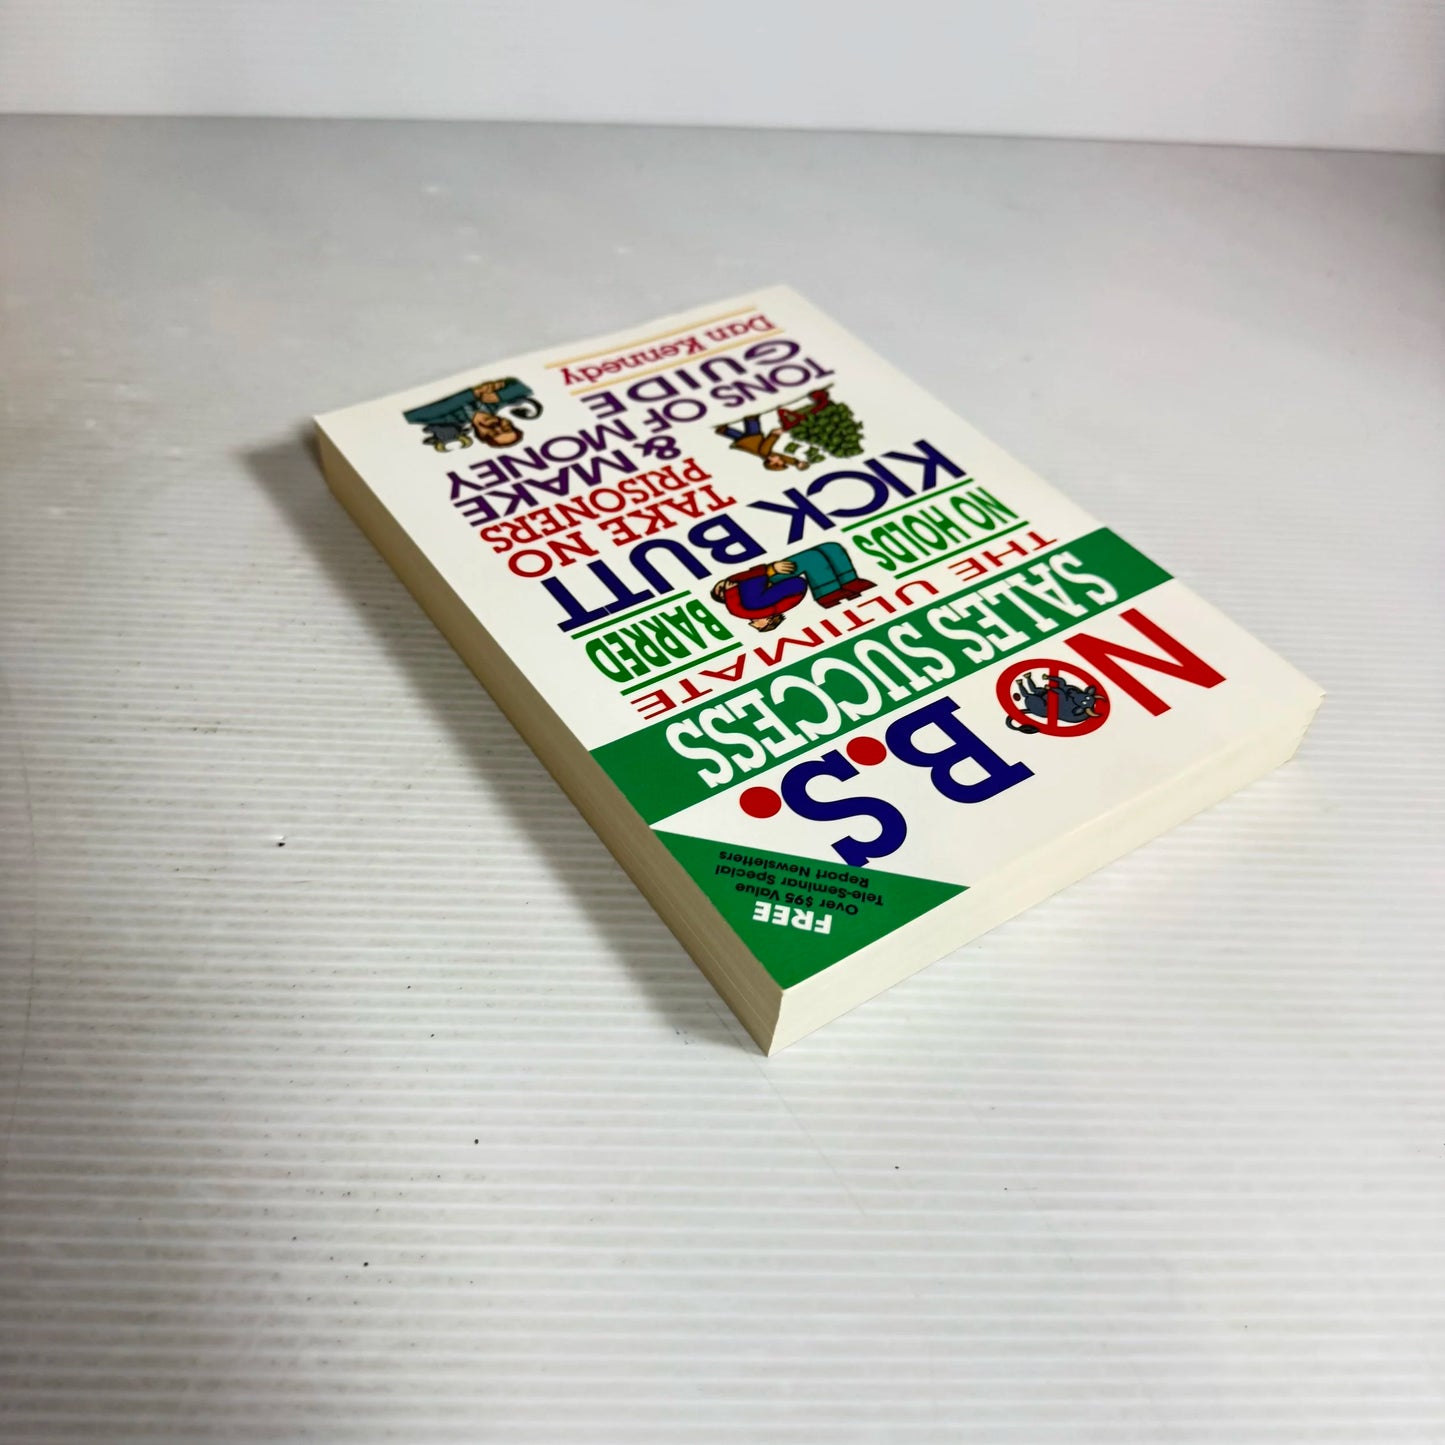 NO
B.S.
FREE
Over $95 Value
Tele-Seminar Special
Report Newsletters
SALES SUCCESS
THE ULTIMATE
NO HOLDS BARRED
KICK BUTT
TAKE NO
PRISONERS
& MAKE
TONS OF MONEY
GUIDE
Dan Kennedy